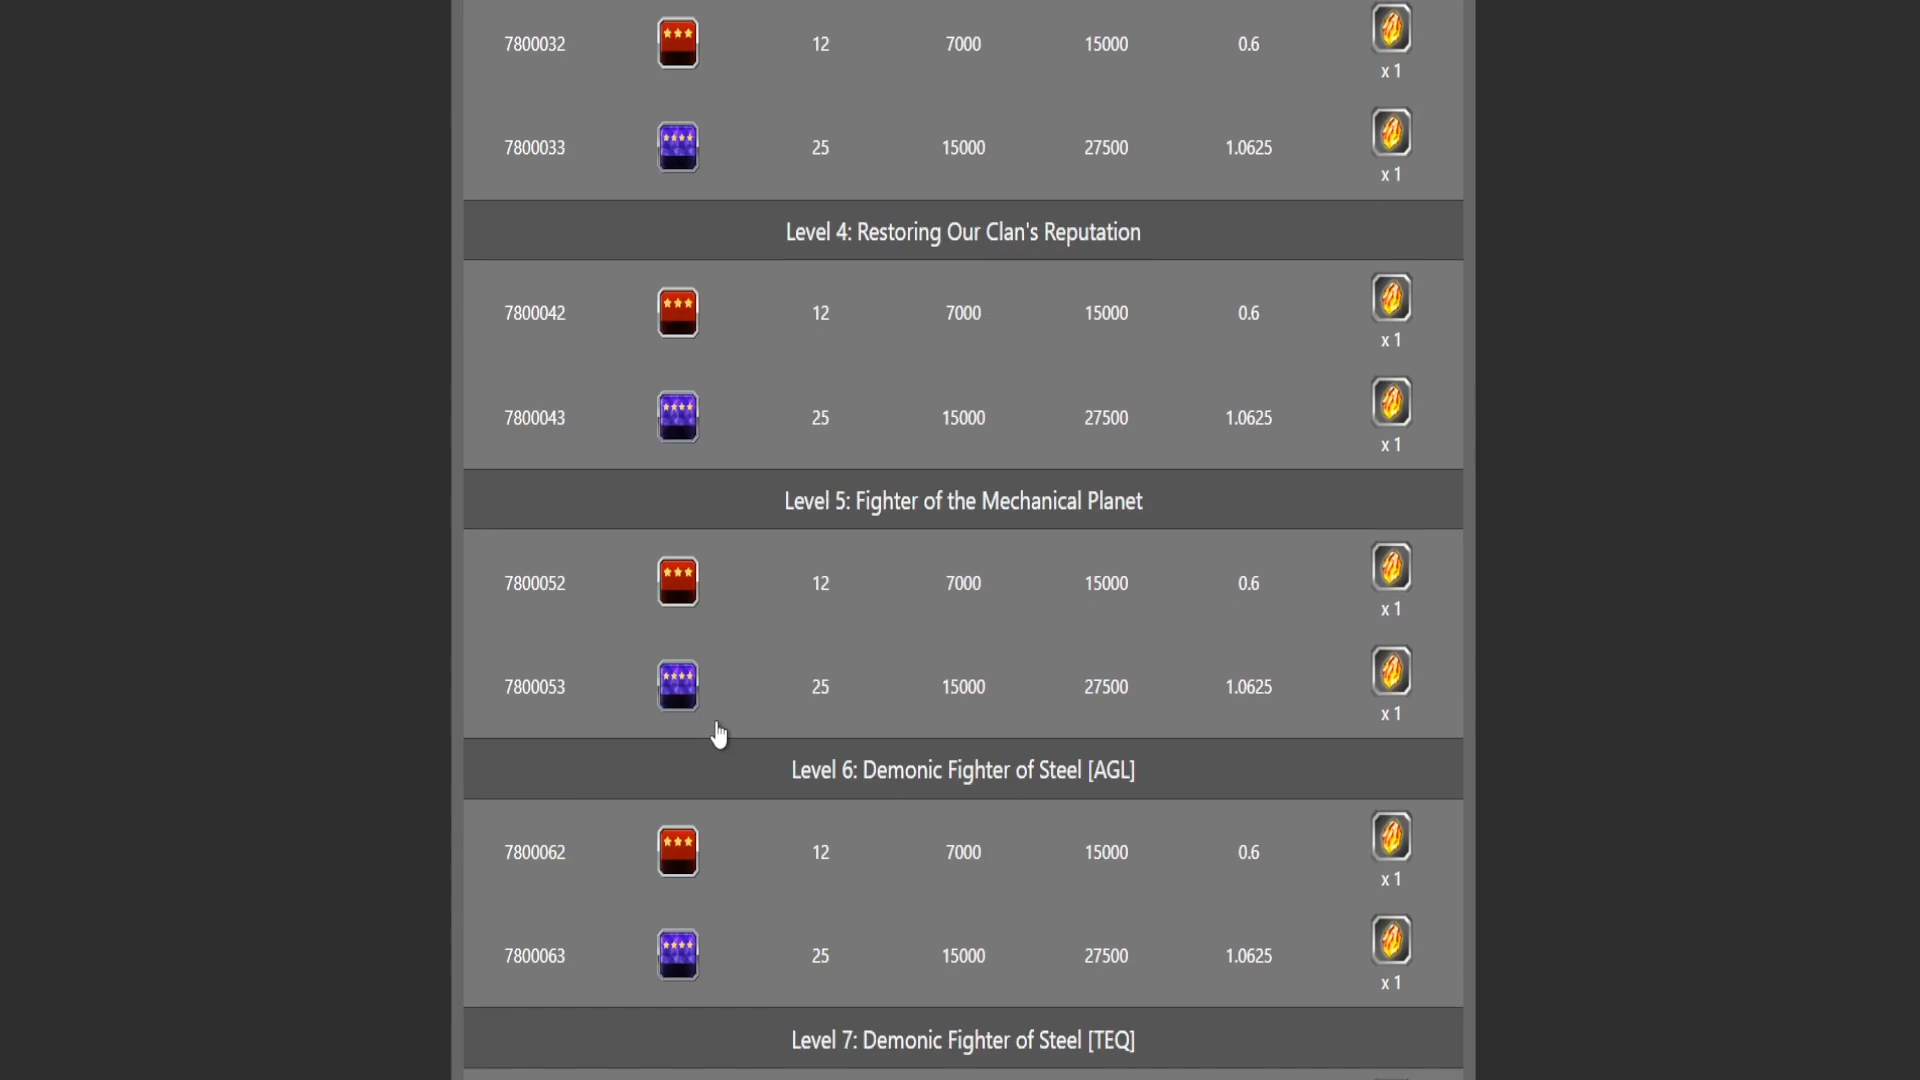 7800032 12 7000 15000 0.6 x 1
7800033 25 15000 27500 1.0625 x 1
Level 4: Restoring Our Clan's Reputation
7800042 12 7000 15000 0.6 x 1
7800043 25 15000 27500 1.0625 x 1
Level 5: Fighter of the Mechanical Planet
7800052 12 7000 15000 0.6 x 1
7800053 25 15000 27500 1.0625 x 1
Level 6: Demonic Fighter of Steel [AGL]
7800062 12 7000 15000 0.6 x 1
7800063 25 15000 27500 1.0625 x 1
Level 7: Demonic Fighter of Steel [TEQ]